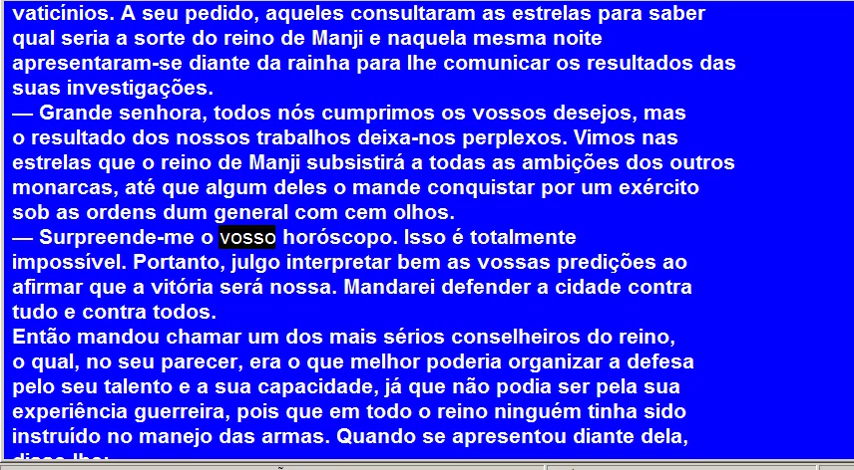 vaticínios. A seu pedido, aqueles consultaram as estrelas para saber
qual seria a sorte do reino de Manji e naquela mesma noite
apresentaram-se diante da rainha para lhe comunicar os resultados das
suas investigações.
— Grande senhora, todos nós cumprimos os vossos desejos, mas
o resultado dos nossos trabalhos deixa-nos perplexos. Vimos nas
estrelas que o reino de Manji subsistirá a todas as ambições dos outros
monarcas, até que algum deles o mande conquistar por um exército
sob as ordens dum general com cem olhos.
— Surpreende-me o vosso horóscopo. Isso é totalmente
impossível. Portanto, julgo interpretar bem as vossas predições ao
afirmar que a vitória será nossa. Mandarei defender a cidade contra
tudo e contra todos.
Então mandou chamar um dos mais sérios conselheiros do reino,
o qual, no seu parecer, era o que melhor poderia organizar a defesa
pelo seu talento e a sua capacidade, já que não podia ser pela sua
experiência guerreira, pois que em todo o reino ninguém tinha sido
instruído no manejo das armas. Quando se apresentou diante dela,
disse-lhe: